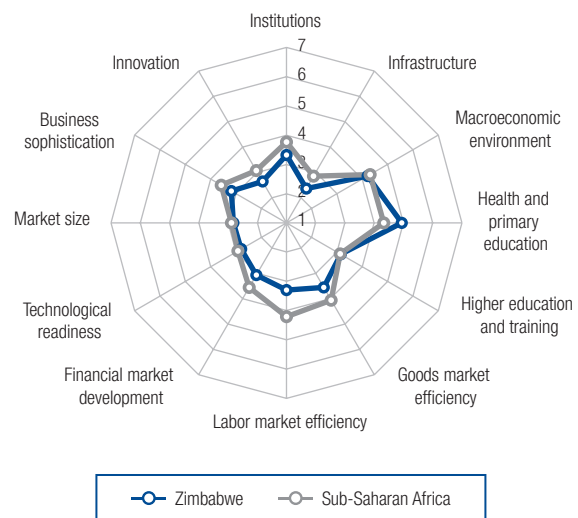 Institutions
Infrastructure
Macroeconomic
environment
Health and
primary
education
Higher education
and training
Goods market
efficiency
Labor market efficiency
Financial market
development
Technological
readiness
Market size
Business
sophistication
Innovation
7
6
5
4
3
2
1
Zimbabwe
Sub-Saharan Africa